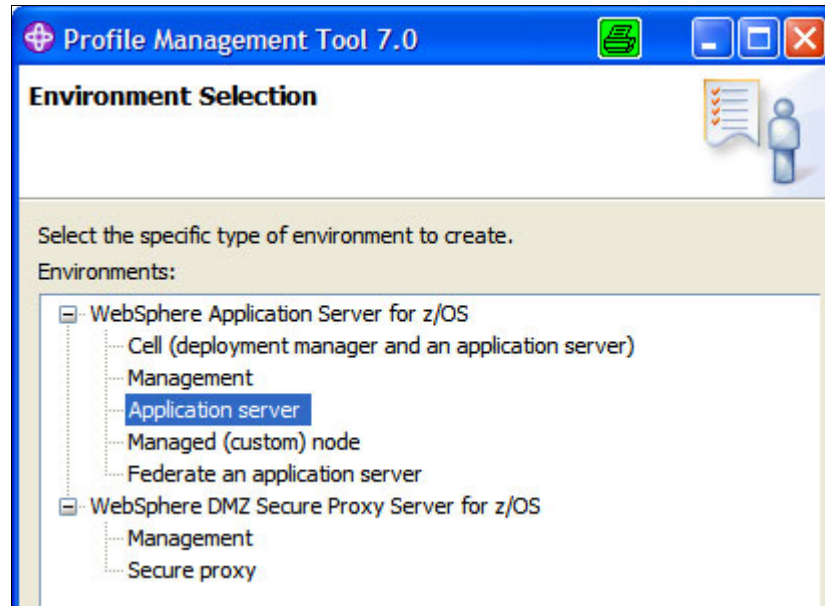 Profile Management Tool 7.0
Environment Selection
Select the specific type of environment to create.
Environments:
WebSphere Application Server for z/OS
Cell (deployment manager and an application server)
Management
Application server
Managed (custom) node
Federate an application server
WebSphere DMZ Secure Proxy Server for z/OS
Management
Secure proxy